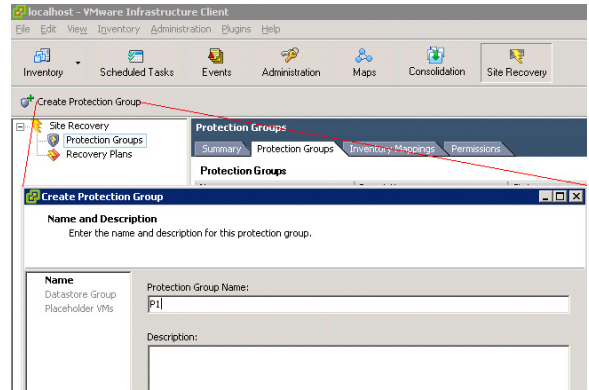 localhost - VMware Infrastructure Client
File Edit View Inventory Administration Plugins Help
Inventory Scheduled Tasks Events Administration Maps Consolidation Site Recovery
Create Protection Group
Site Recovery
Protection Groups
Recovery Plans
Protection Groups
Summary Protection Groups Inventory Mappings Permissions
Protection Groups
Create Protection Group
Name and Description
Enter the name and description for this protection group.
Name
Datastore Group
Placeholder VMs
Protection Group Name:
P1
Description: